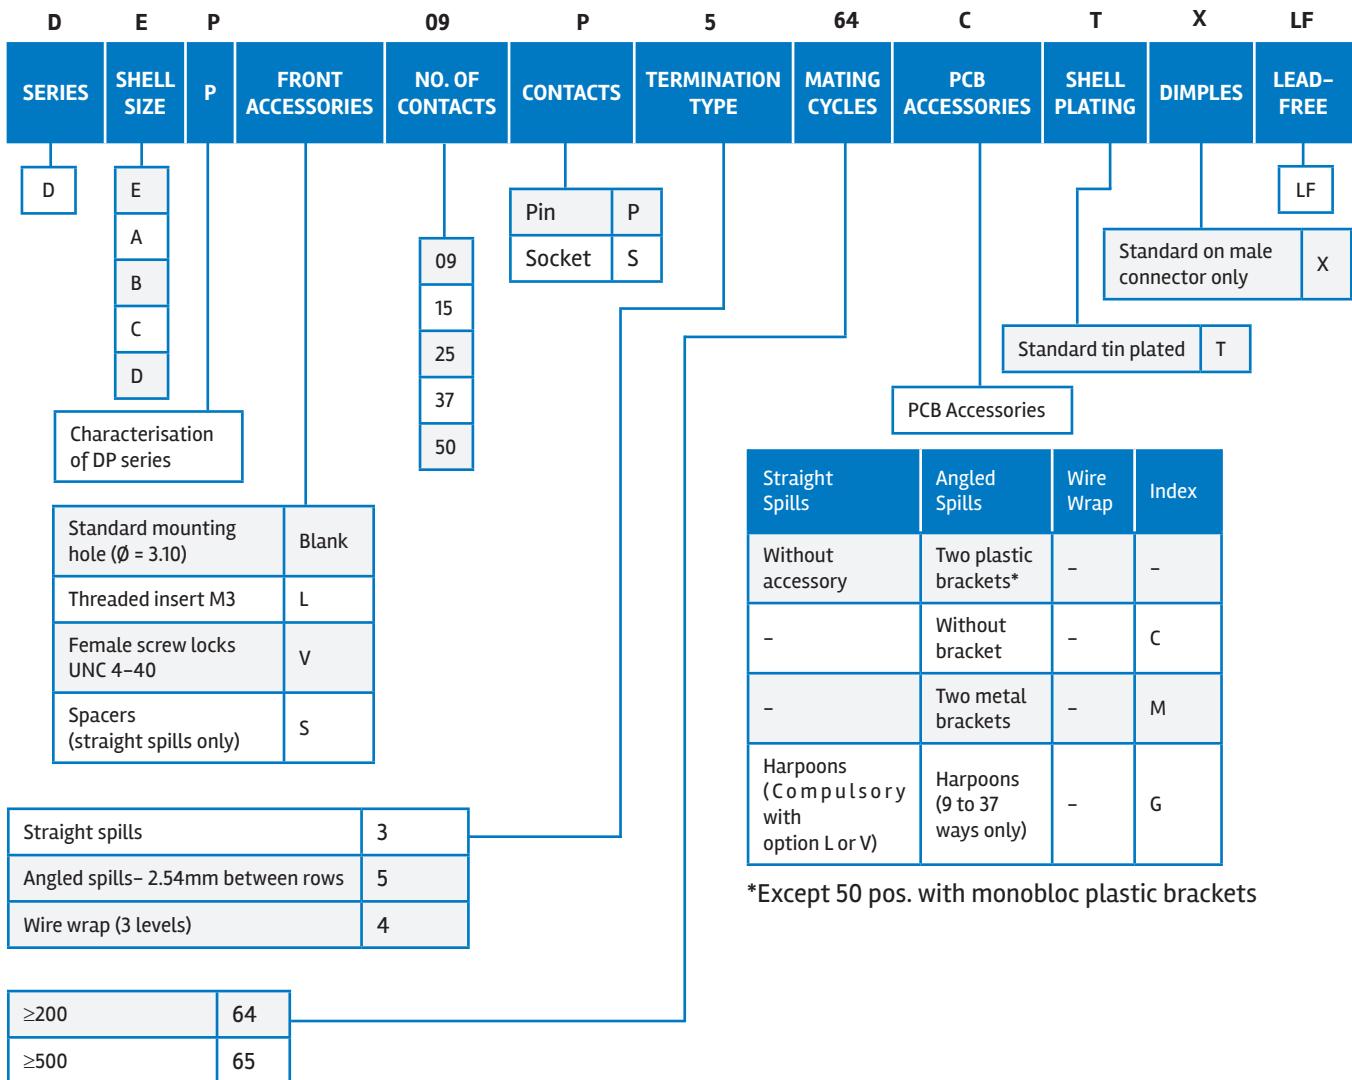 D E P 09 P 5 64 C T X LF
SERIES
SHELL
SIZE
P
FRONT
ACCESSORIES
NO. OF
CONTACTS
CONTACTS
TERMINATION
TYPE
MATING
CYCLES
PCB
ACCESSORIES
SHELL
PLATING
DIMPLES
LEAD–
FREE
D
E
A
B
C
D
Characterisation
of DP series
Standard mounting
hole (Ø = 3.10)
Blank
Threaded insert M3
L
Female screw locks
UNC 4–40
V
Spacers
(straight spills only)
S
09
15
25
37
50
Pin P
Socket S
Straight spills 3
Angled spills– 2.54mm between rows 5
Wire wrap (3 levels) 4
≥200 64
≥500 65
PCB Accessories
Standard tin plated T
Standard on male
connector only
X
LF
Straight
Spills
Angled
Spills
Wire
Wrap
Index
Without
accessory
Two plastic
brackets*
–
–
–
Without
bracket
–
C
–
Two metal
brackets
–
M
Harpoons
(Compulsory
with
option L or V)
Harpoons
(9 to 37
ways only)
–
G
*Except 50 pos. with monobloc plastic brackets